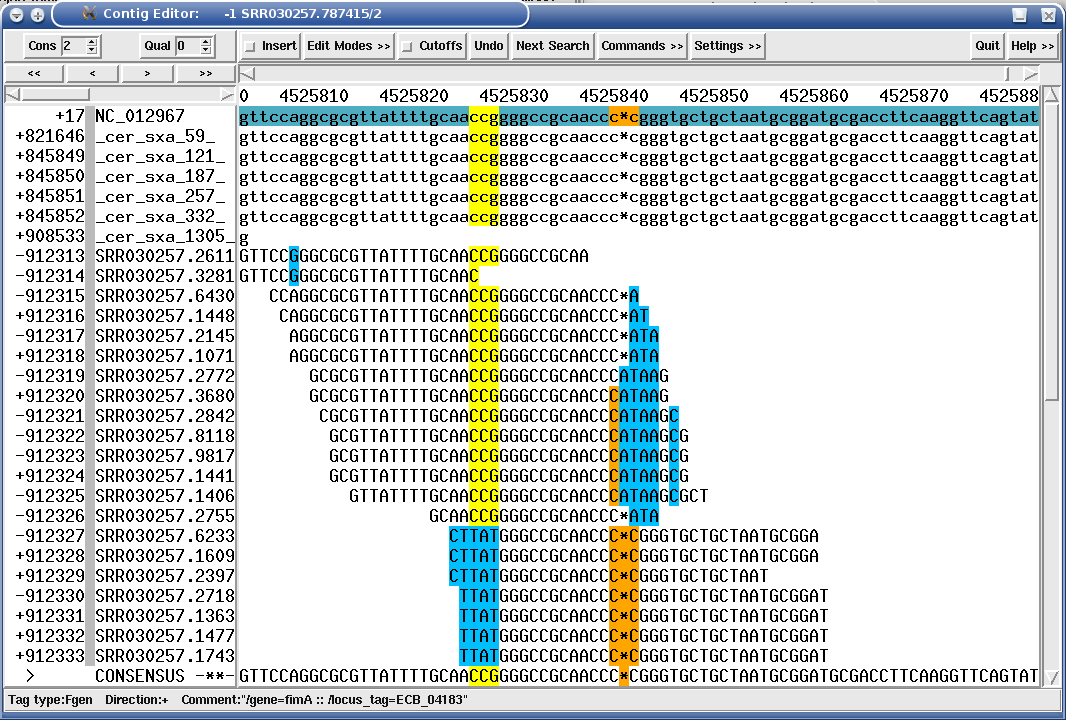 Contig Editor: -1 SRR030257.787415/2
Cons 2 Qual 0 Insert Edit Modes >> Cutoffs Undo Next Search Commands >> Settings >> Quit Help >>
<< < > >>
0 4525810 4525820 4525830 4525840 4525850 4525860 4525870 452588
+17 NC_012967 gttccaggcgcgttattttgcaaccggggccgcaaccc*cgggtgctgctaatgcggatgcgaccttcaaggttcagtat
+821646 _cer_sxa_59_ gttccaggcgcgttattttgcaaccggggccgcaaccc*cgggtgctgctaatgcggatgcgaccttcaaggttcagtat
+845849 _cer_sxa_121_ gttccaggcgcgttattttgcaaccggggccgcaaccc*cgggtgctgctaatgcggatgcgaccttcaaggttcagtat
+845850 _cer_sxa_187_ gttccaggcgcgttattttgcaaccggggccgcaaccc*cgggtgctgctaatgcggatgcgaccttcaaggttcagtat
+845851 _cer_sxa_257_ gttccaggcgcgttattttgcaaccggggccgcaaccc*cgggtgctgctaatgcggatgcgaccttcaaggttcagtat
+845852 _cer_sxa_332_ gttccaggcgcgttattttgcaaccggggccgcaaccc*cgggtgctgctaatgcggatgcgaccttcaaggttcagtat
+908533 _cer_sxa_1305_ g
-912313 SRR030257.2611 GTTCCGGGCGCGTTATTTTGCAACCGGGGCCGCAA
-912314 SRR030257.3281 GTTCCGGGCGCGTTATTTTGCAAC
-912315 SRR030257.6430 CCAGGCGCGTTATTTTGCAACCGGGGCCGCAACCC*A
+912316 SRR030257.1448 CAGGCGCGTTATTTTGCAACCGGGGCCGCAACCC*AT
-912317 SRR030257.2145 AGGCGCGTTATTTTGCAACCGGGGCCGCAACCC*ATA
+912318 SRR030257.1071 AGGCGCGTTATTTTGCAACCGGGGCCGCAACCC*ATA
-912319 SRR030257.2772 GCGCGTTATTTTGCAACCGGGGCCGCAACCCATAAG
+912320 SRR030257.3680 GCGCGTTATTTTGCAACCGGGGCCGCAACCCATAAG
-912321 SRR030257.2842 CGCGTTATTTTGCAACCGGGGCCGCAACCCATAAGC
-912322 SRR030257.8118 GCGTTATTTTGCAACCGGGGCCGCAACCCATAAGCG
-912323 SRR030257.9817 GCGTTATTTTGCAACCGGGGCCGCAACCCATAAGCG
+912324 SRR030257.1441 GCGTTATTTTGCAACCGGGGCCGCAACCCATAAGCG
-912325 SRR030257.1406 GTTATTTTGCAACCGGGGCCGCAACCCATAAGCGCT
-912326 SRR030257.2755 GCAACCGGGGCCGCAACCC*ATA
-912327 SRR030257.6233 CTTATGGGCCGCAACCC*CGGGTGCTGCTAATGCGGA
+912328 SRR030257.1609 CTTATGGGCCGCAACCC*CGGGTGCTGCTAATGCGGA
+912329 SRR030257.2397 CTTATGGGCCGCAACCC*CGGGTGCTGCTAAT
-912330 SRR030257.2718 TTATGGGCCGCAACCC*CGGGTGCTGCTAATGCGGAT
+912331 SRR030257.1363 TTATGGGCCGCAACCC*CGGGTGCTGCTAATGCGGAT
+912332 SRR030257.1477 TTATGGGCCGCAACCC*CGGGTGCTGCTAATGCGGAT
+912333 SRR030257.1743 TTATGGGCCGCAACCC*CGGGTGCTGCTAATGCGGAT
> CONSENSUS -**- GTTCCAGGCGCGTTATTTTGCAACCGGGGCCGCAACCC*CGGGTGCTGCTAATGCGGATGCGACCTTCAAGGTTCAGTAT
Tag type:Fgen Direction:+ Comment:"/gene=fimA :: /locus_tag=ECB_04183"